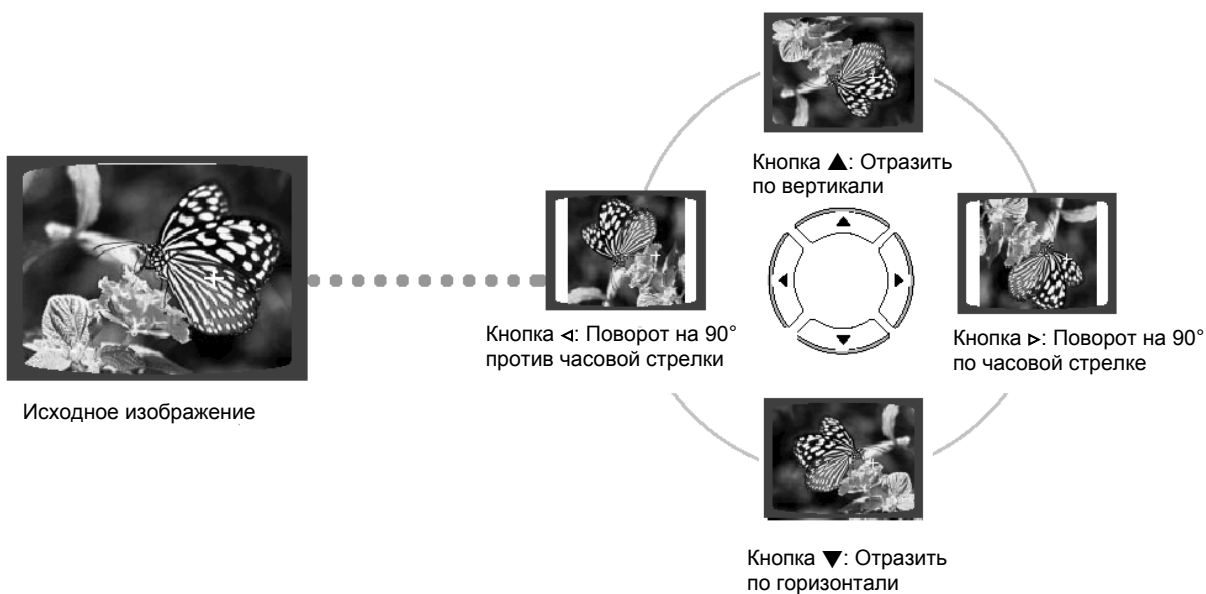 Кнопка ▲: Отразить
по вертикали
Кнопка ⊲: Поворот на 90°
против часовой стрелки
Кнопка ⊳: Поворот на 90°
по часовой стрелке
Исходное изображение
Кнопка ▼: Отразить
по горизонтали